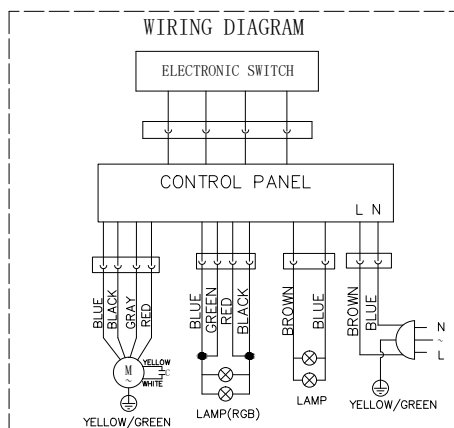 WIRING DIAGRAM
ELECTRONIC SWITCH
CONTROL PANEL
L N
BLUE
BLACK
GRAY
RED
BLUE
GREEN
RED
BLACK
BROWN
BLUE
BROWN
BLUE
N
~
L
M
~
YELLOW
C
WHITE
YELLOW/GREEN
LAMP(RGB)
LAMP
YELLOW/GREEN